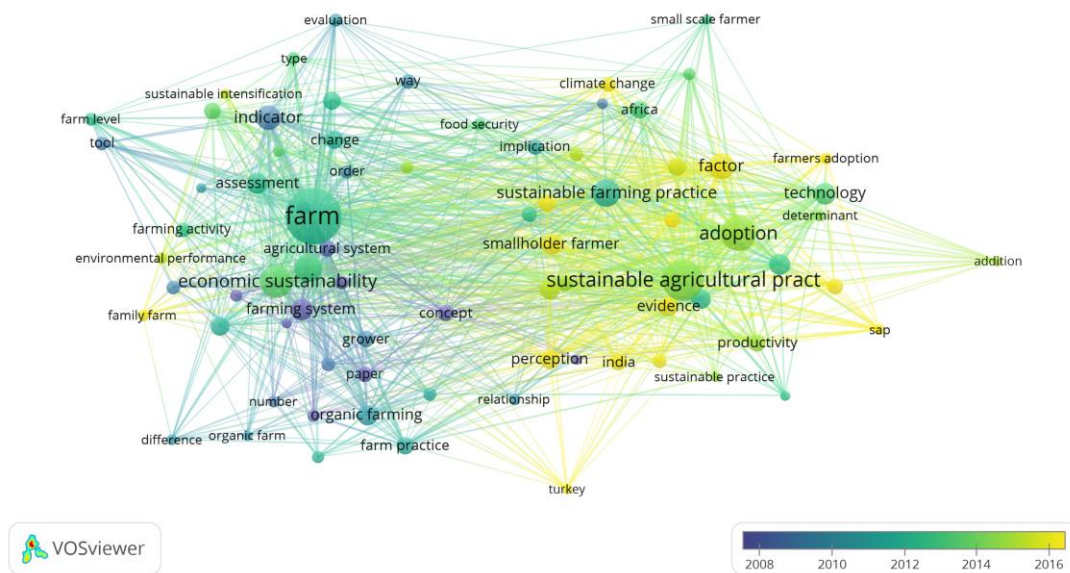 evaluation
small scale farmer
type
way
climate change
sustainable intensification
farm level
indicator
africa
food security
tool
change
implication
order
factor
farmers adoption
assessment
sustainable farming practice
technology
farm
determinant
farming activity
adoption
agricultural system
smallholder farmer
environmental performance
addition
economic sustainability
sustainable agricultural pract
farming system
concept
evidence
family farm
sap
grower
productivity
perception
india
paper
sustainable practice
number
relationship
organic farming
difference
organic farm
farm practice
turkey
VOSviewer
2008 2010 2012 2014 2016